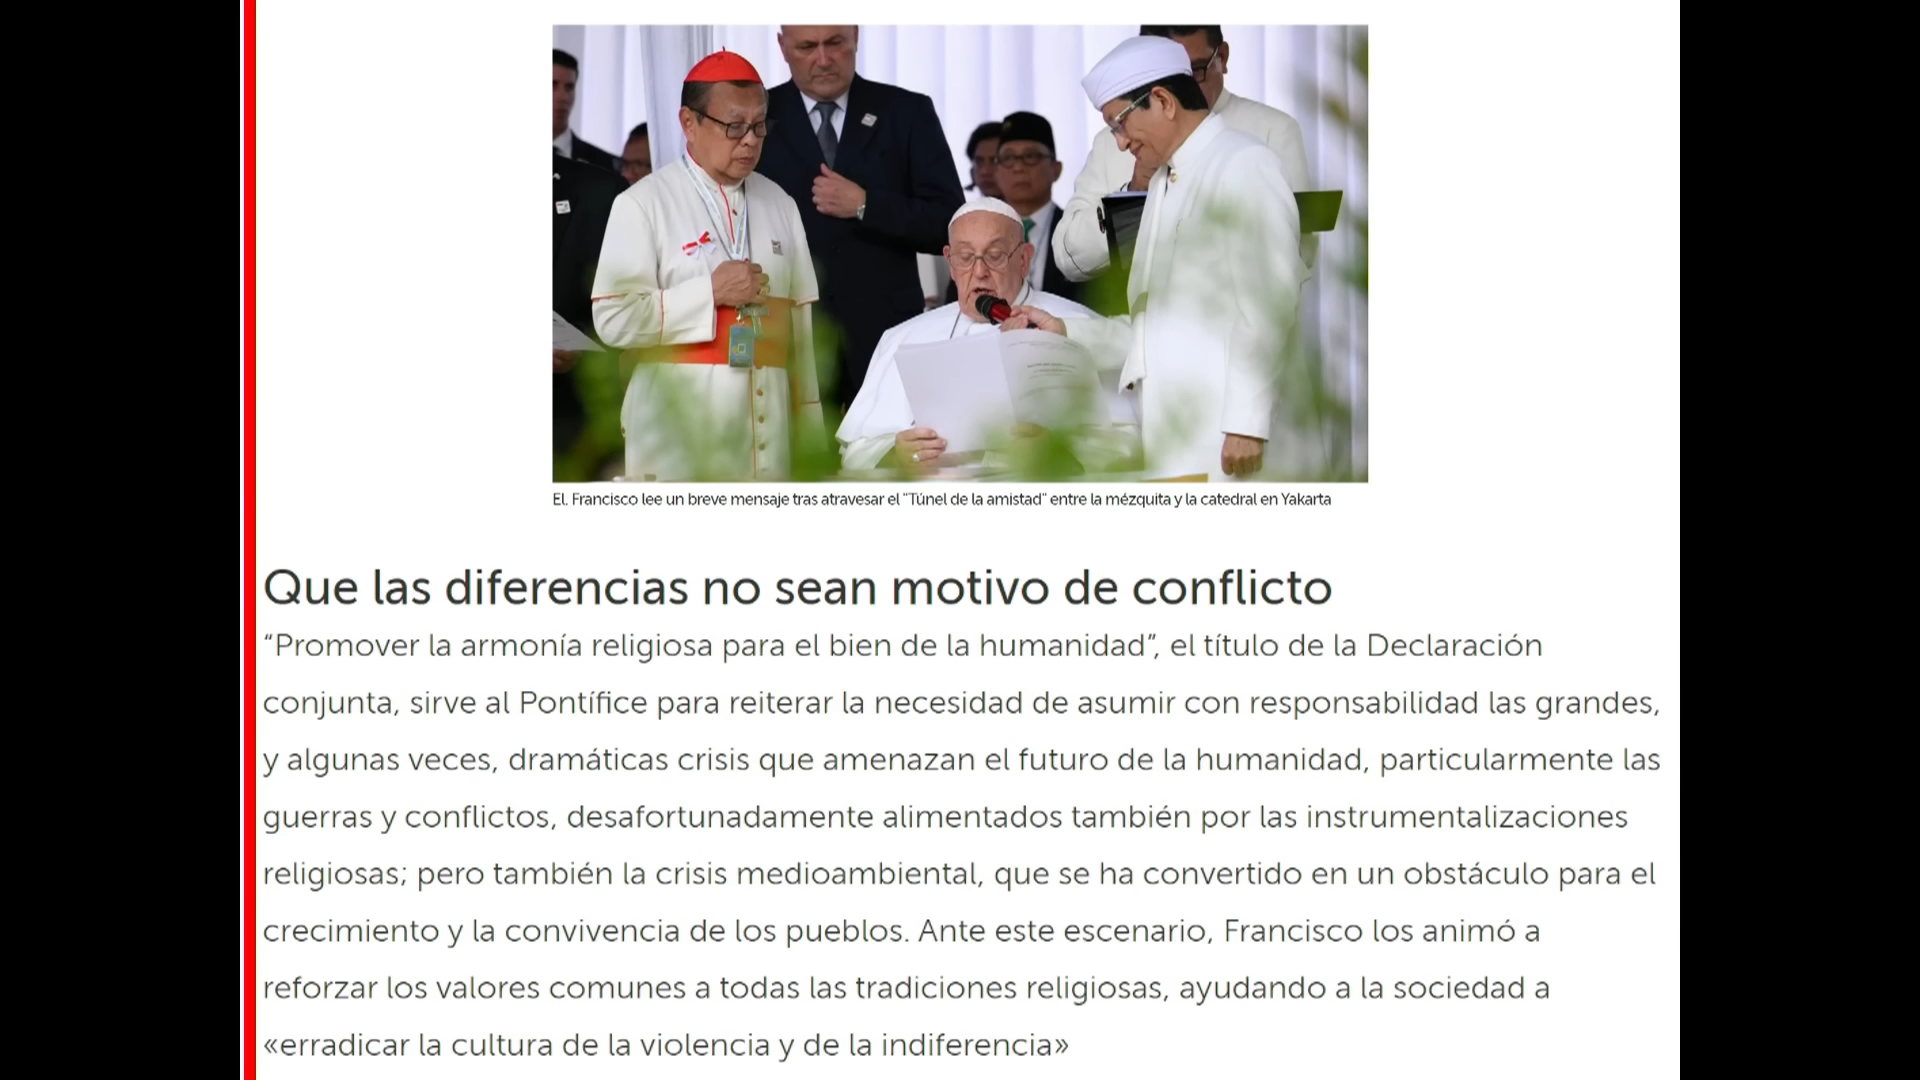 El. Francisco lee un breve mensaje tras atravesar el "Túnel de la amistad" entre la mézquita y la catedral en Yakarta
Que las diferencias no sean motivo de conflicto
“Promover la armonía religiosa para el bien de la humanidad”, el título de la Declaración
conjunta, sirve al Pontífice para reiterar la necesidad de asumir con responsabilidad las grandes,
y algunas veces, dramáticas crisis que amenazan el futuro de la humanidad, particularmente las
guerras y conflictos, desafortunadamente alimentados también por las instrumentalizaciones
religiosas; pero también la crisis medioambiental, que se ha convertido en un obstáculo para el
crecimiento y la convivencia de los pueblos. Ante este escenario, Francisco los animó a
reforzar los valores comunes a todas las tradiciones religiosas, ayudando a la sociedad a
«erradicar la cultura de la violencia y de la indiferencia»